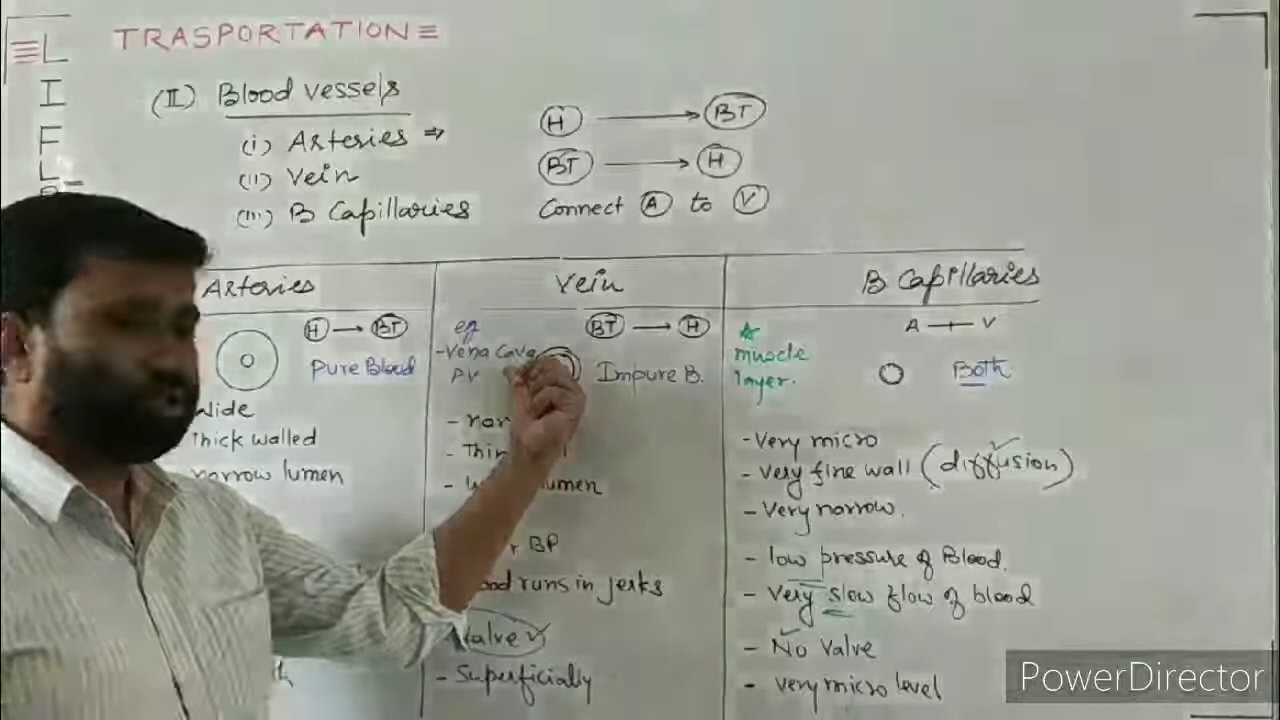 ≡ TRASPORTATION ≡
L
I
F
L
(II) Blood vessels
(i) Arteries ⇒ H → BT
(ii) Vein BT → H
(iii) B Capillaries Connect A to V
Arteries
H → BT
Pure Blood
Wide
Thick walled
narrow lumen
Vein
eg BT → H
- Vena Cava
PV Impure B.
lumen
BP
runs in jerks
Valve ✓
- Superficially
B Capillaries
A — V
muscle
layer.
Both
- Very micro
- Very fine wall (diffusion)
- Very narrow.
- low pressure of Blood.
- Very slow flow of blood
- No Valve
- very micro level
PowerDirector